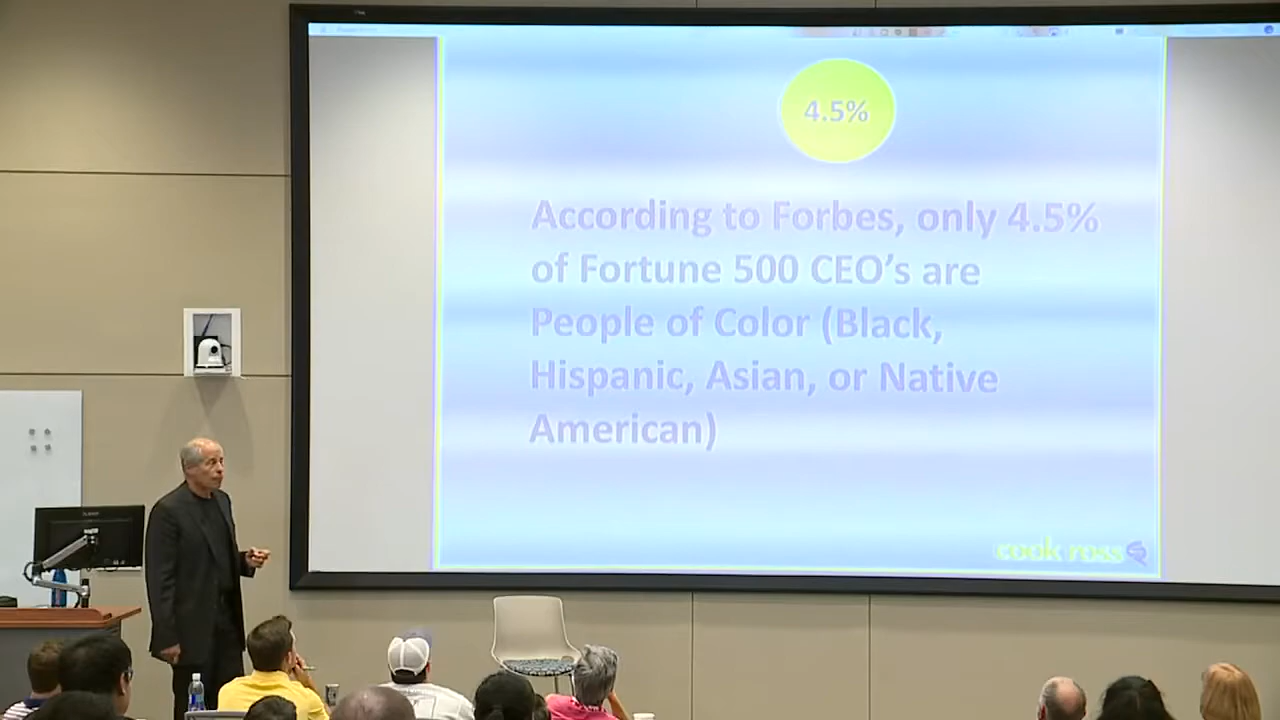 4.5%
According to Forbes, only 4.5%
of Fortune 500 CEO's are
People of Color (Black,
Hispanic, Asian, or Native
American)
cook ross